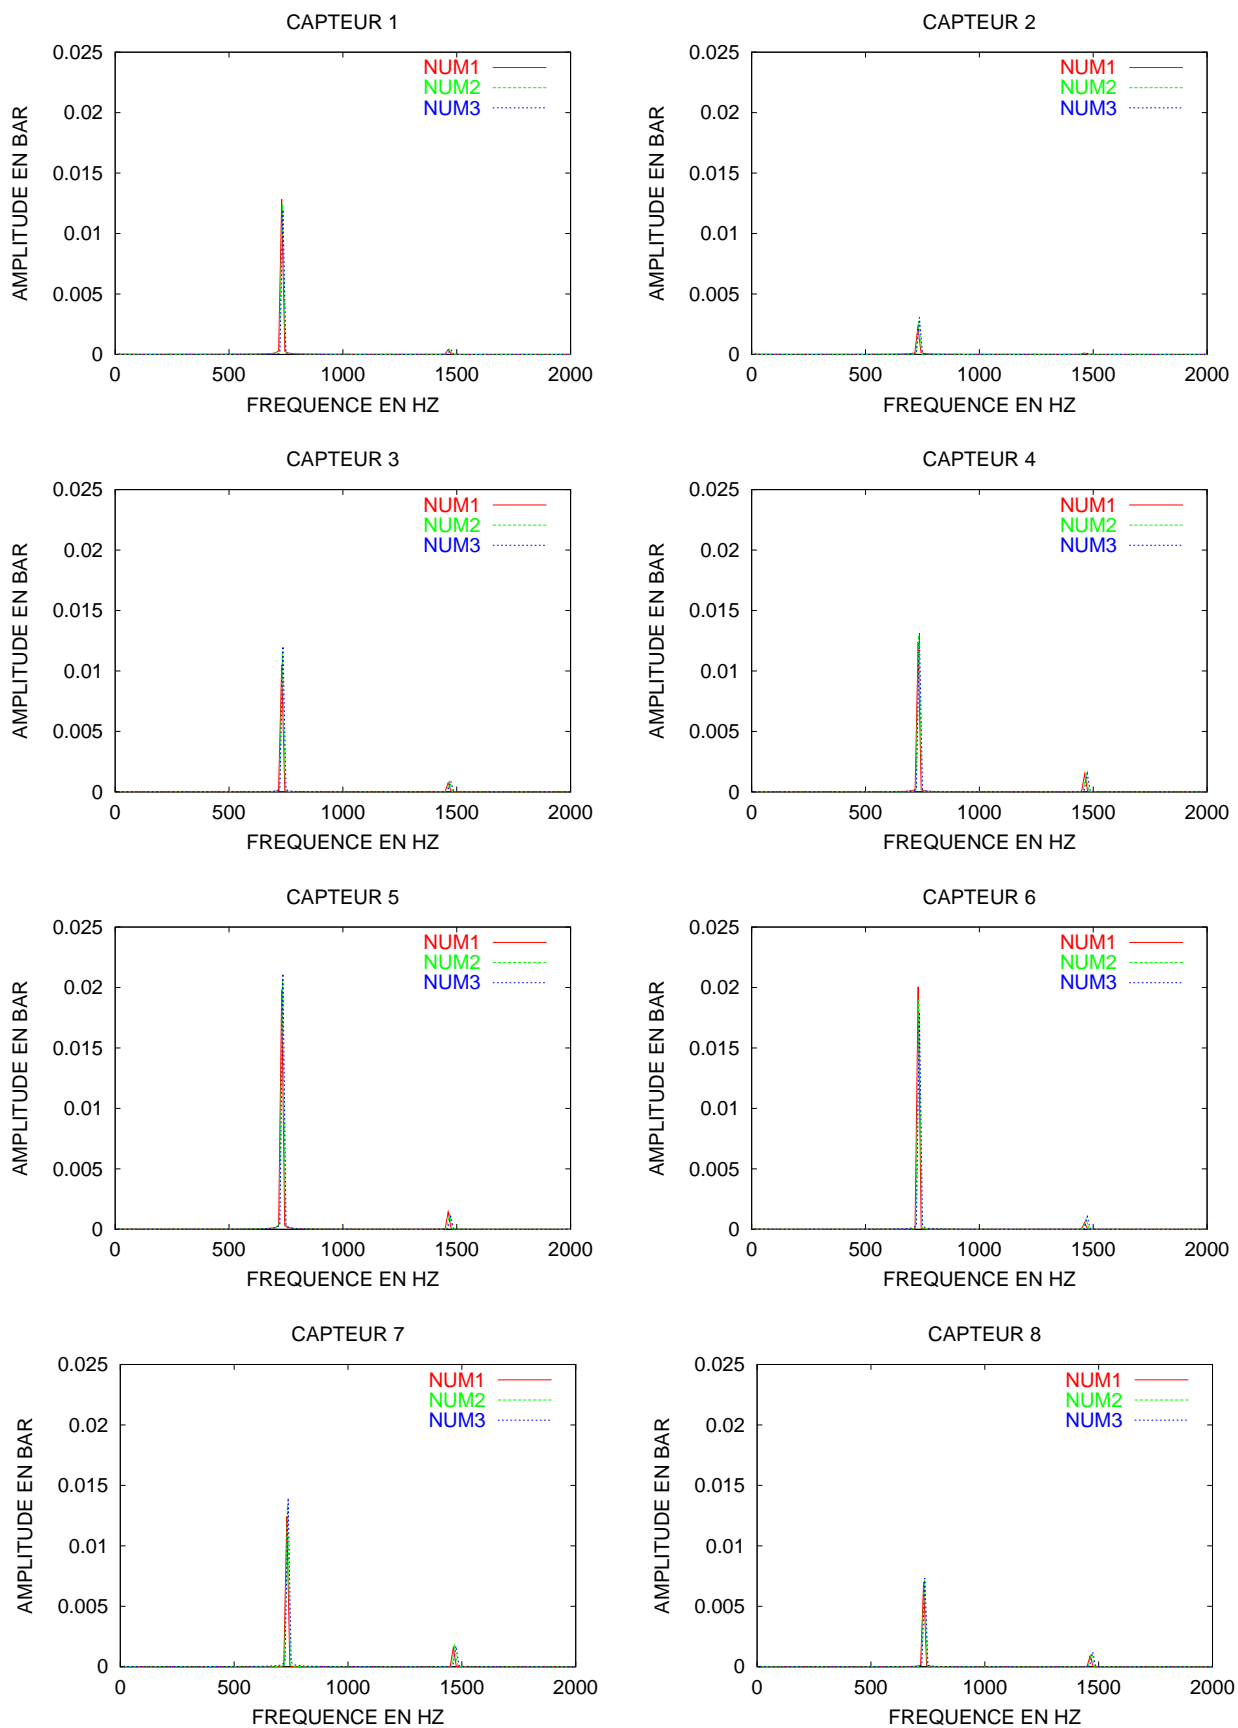 CAPTEUR 1
0.025
0.02
0.015
0.01
0.005
0
0 500 1000 1500 2000
AMPLITUDE EN BAR
FREQUENCE EN HZ
NUM1
NUM2
NUM3
CAPTEUR 2
0.025
0.02
0.015
0.01
0.005
0
0 500 1000 1500 2000
AMPLITUDE EN BAR
FREQUENCE EN HZ
NUM1
NUM2
NUM3
CAPTEUR 3
0.025
0.02
0.015
0.01
0.005
0
0 500 1000 1500 2000
AMPLITUDE EN BAR
FREQUENCE EN HZ
NUM1
NUM2
NUM3
CAPTEUR 4
0.025
0.02
0.015
0.01
0.005
0
0 500 1000 1500 2000
AMPLITUDE EN BAR
FREQUENCE EN HZ
NUM1
NUM2
NUM3
CAPTEUR 5
0.025
0.02
0.015
0.01
0.005
0
0 500 1000 1500 2000
AMPLITUDE EN BAR
FREQUENCE EN HZ
NUM1
NUM2
NUM3
CAPTEUR 6
0.025
0.02
0.015
0.01
0.005
0
0 500 1000 1500 2000
AMPLITUDE EN BAR
FREQUENCE EN HZ
NUM1
NUM2
NUM3
CAPTEUR 7
0.025
0.02
0.015
0.01
0.005
0
0 500 1000 1500 2000
AMPLITUDE EN BAR
FREQUENCE EN HZ
NUM1
NUM2
NUM3
CAPTEUR 8
0.025
0.02
0.015
0.01
0.005
0
0 500 1000 1500 2000
AMPLITUDE EN BAR
FREQUENCE EN HZ
NUM1
NUM2
NUM3